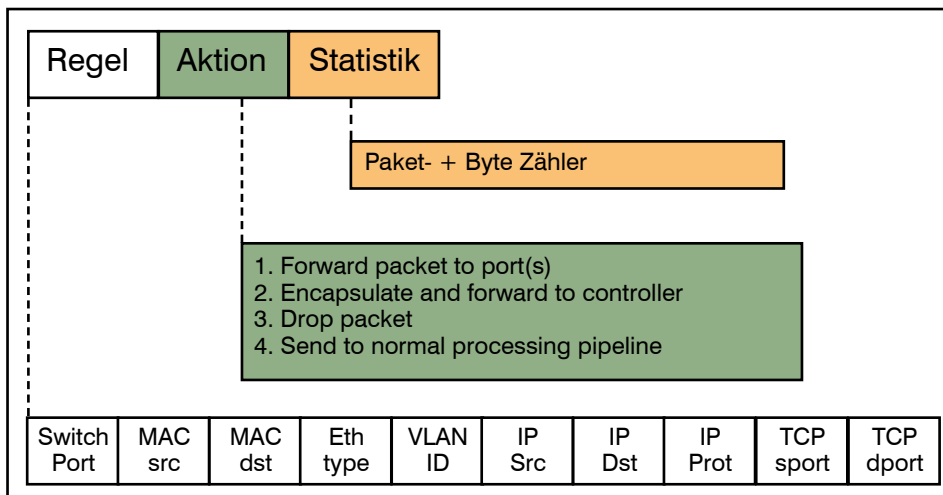 Regel Aktion Statistik
Paket- + Byte Zähler
1. Forward packet to port(s)
2. Encapsulate and forward to controller
3. Drop packet
4. Send to normal processing pipeline
Switch Port
MAC src
MAC dst
Eth type
VLAN ID
IP Src
IP Dst
IP Prot
TCP sport
TCP dport